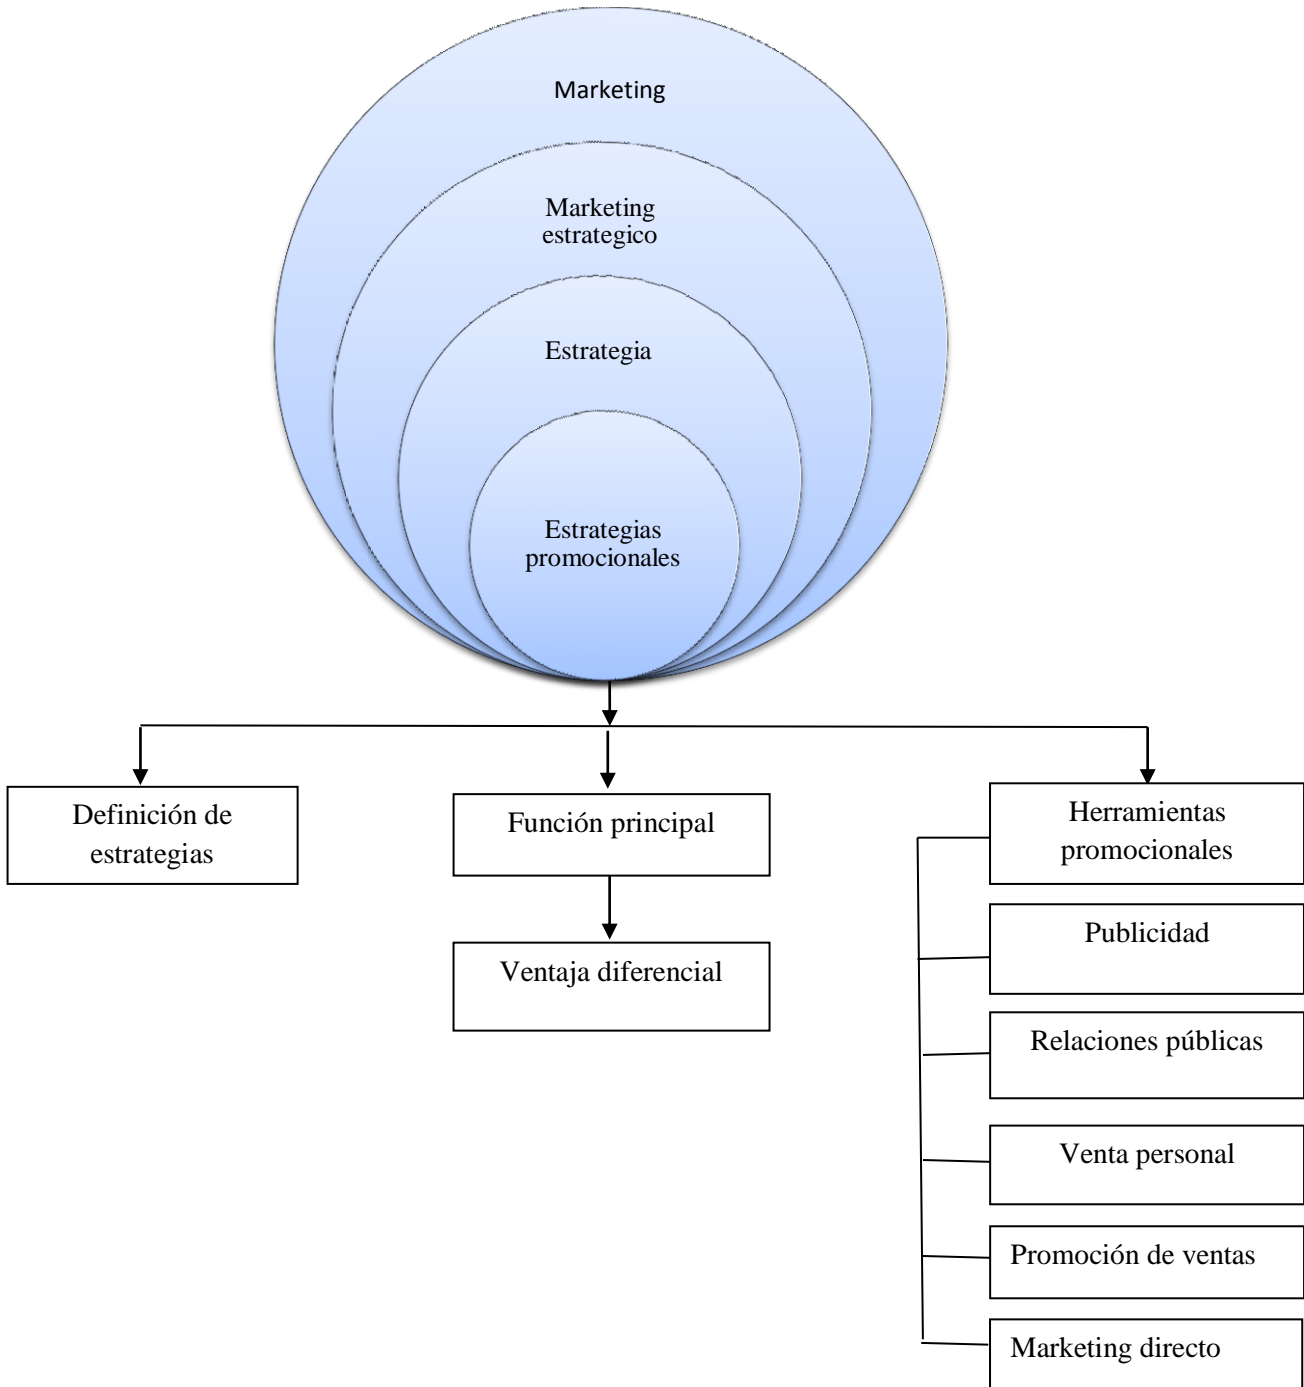 Marketing
Marketing
estrategico
Estrategia
Estrategias
promocionales
Definición de
estrategias
Función principal
Ventaja diferencial
Herramientas
promocionales
Publicidad
Relaciones públicas
Venta personal
Promoción de ventas
Marketing directo